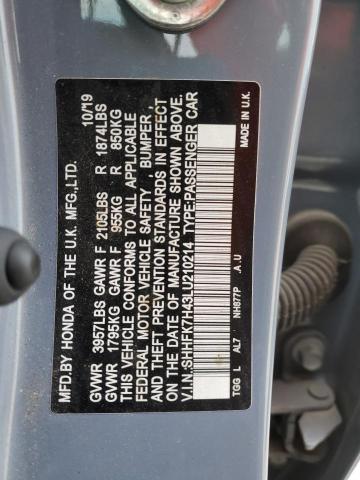 MFD.BY HONDA OF THE U.K. MFG.,LTD. 10/19
GVWR 3957LBS GAWR F 2105LBS R 1874LBS
GVWR 1795KG GAWR F 955KG R 850KG
THIS VEHICLE CONFORMS TO ALL APPLICABLE
FEDERAL MOTOR VEHICLE SAFETY , BUMPER ,
AND THEFT PREVENTION STANDARDS IN EFFECT
ON THE DATE OF MANUFACTURE SHOWN ABOVE .
V.I.N.:SHHFK7H43LU210214 TYPE:PASSENGER CAR
TGG L AL7 NH677P .A.U MADE IN U.K.